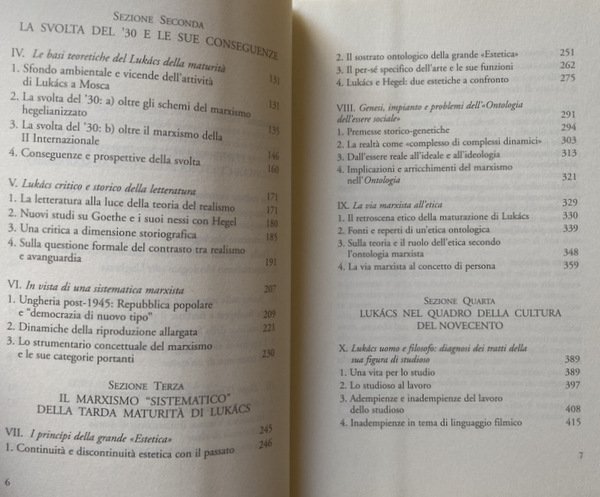 SEZIONE SECONDA
LA SVOLTA DEL '30 E LE SUE CONSEGUENZE
IV. Le basi teoretiche del Lukács della maturità 131
1. Sfondo ambientale e vicende dell'attività
di Lukács a Mosca 131
2. La svolta del '30: a) oltre gli schemi del marxismo
hegelianizzato 135
3. La svolta del '30: b) oltre il marxismo della
II Internazionale 146
4. Conseguenze e prospettive della svolta 160
V. Lukács critico e storico della letteratura 171
1. La letteratura alla luce della teoria del realismo 171
2. Nuovi studi su Goethe e i suoi nessi con Hegel 180
3. Una critica a dimensione storiografica 185
4. Sulla questione formale del contrasto tra realismo
e avanguardia 191
VI. In vista di una sistematica marxista 207
1. Ungheria post-1945: Repubblica popolare
e "democrazia di nuovo tipo" 209
2. Dinamiche della riproduzione allargata 221
3. Lo strumentario concettuale del marxismo
e le sue categorie portanti 230
SEZIONE TERZA
IL MARXISMO "SISTEMATICO"
DELLA TARDA MATURITÀ DI LUKÁCS
VII. I principi della grande «Estetica» 245
1. Continuità e discontinuità estetica con il passato 246
6
2. Il sostrato ontologico della grande «Estetica» 251
3. Il per-sé specifico dell'arte e le sue funzioni 262
4. Lukács e Hegel: due estetiche a confronto 275
VIII. Genesi, impianto e problemi dell'«Ontologia
dell'essere sociale» 291
1. Premesse storico-genetiche 294
2. La realtà come «complesso di complessi dinamici» 303
3. Dall'essere reale all'ideale e all'ideologia 313
4. Implicazioni e arricchimenti del marxismo
nell'Ontologia 321
IX. La via marxista all'etica 329
1. Il retroscena etico della maturazione di Lukács 330
2. Fonti e reperti di un'etica ontologica 339
3. Sulla teoria e il ruolo dell'etica secondo
l'ontologia marxista 348
4. La via marxista al concetto di persona 359
SEZIONE QUARTA
LUKÁCS NEL QUADRO DELLA CULTURA
DEL NOVECENTO
X. Lukács uomo e filosofo: diagnosi dei tratti della
sua figura di studioso 389
1. Una vita per lo studio 389
2. Lo studioso al lavoro 397
3. Adempienze e inadempienze del lavoro
dello studioso 408
4. Inadempienze in tema di linguaggio filmico 415
7